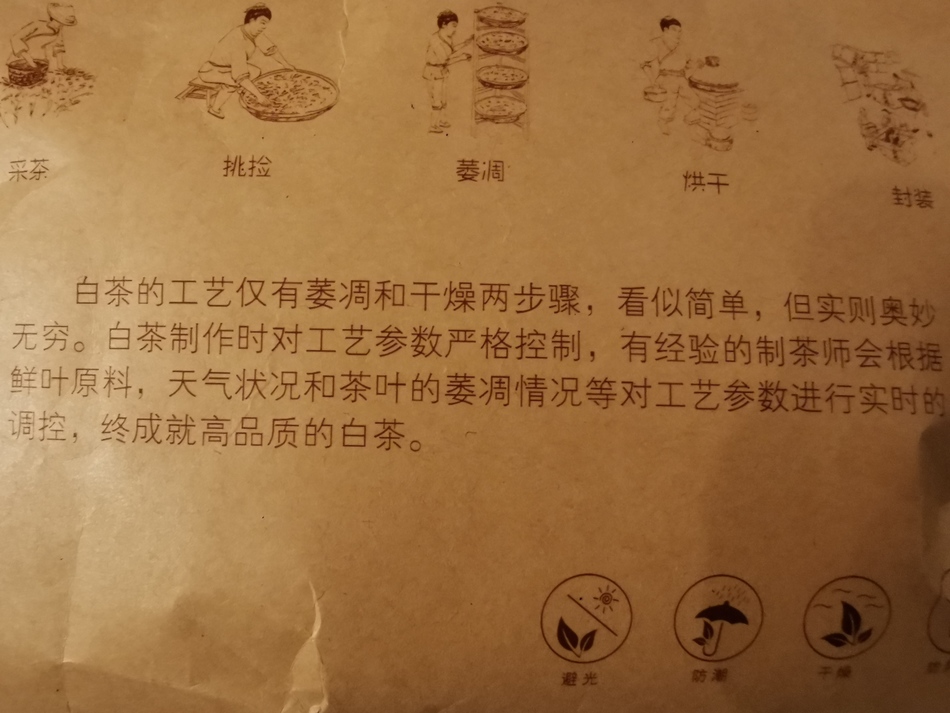 采茶 挑捡 萎凋 烘干 封装
白茶的工艺仅有萎凋和干燥两步骤，看似简单，但实则奥妙
无穷。白茶制作时对工艺参数严格控制，有经验的制茶师会根据
鲜叶原料，天气状况和茶叶的萎凋情况等对工艺参数进行实时的
调控，终成就高品质的白茶。
避光 防潮 干燥